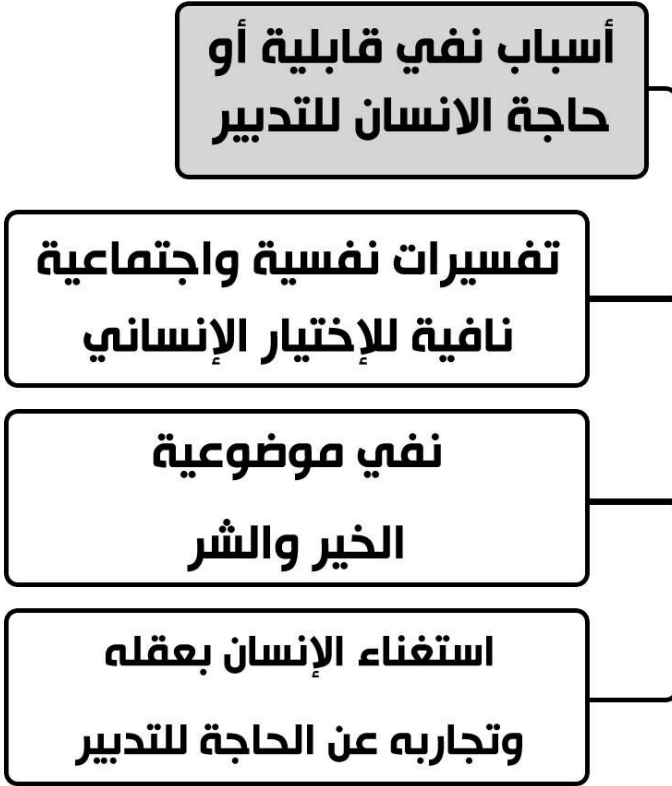 أسباب نفي قابلية أو
حاجة الانسان للتدبير
تفسيرات نفسية واجتماعية
نافية للإختيار الإنساني
نفي موضوعية
الخير والشر
استغناء الإنسان بعقله
وتجاربه عن الحاجة للتدبير